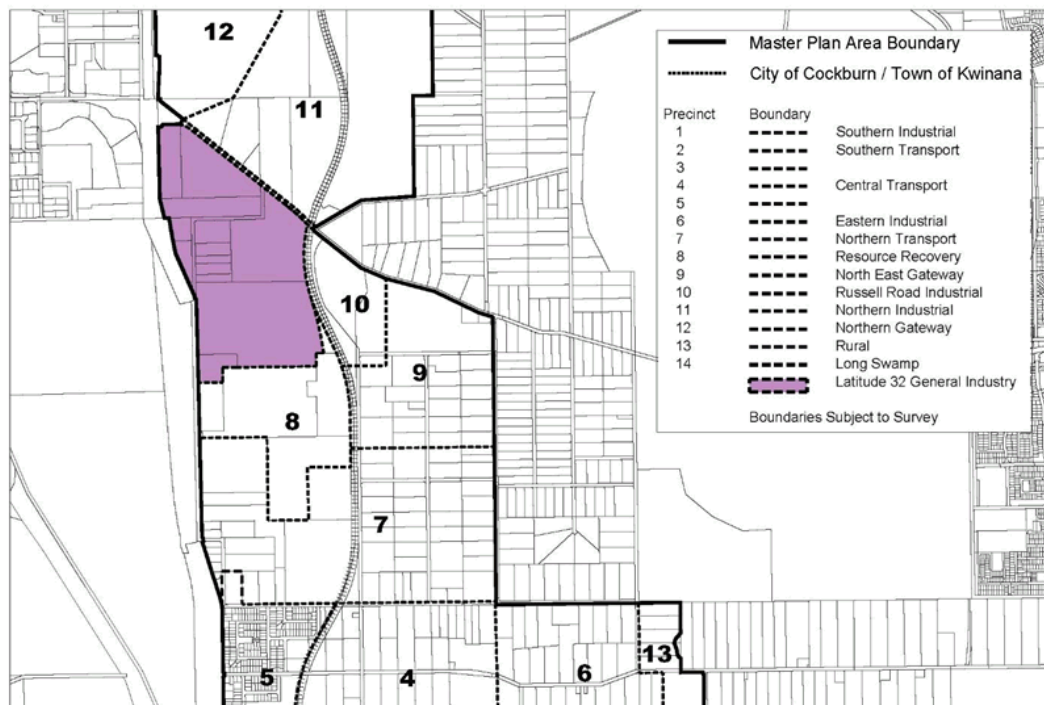 12
11
10
9
8
7
5
4
6
13
Master Plan Area Boundary
City of Cockburn / Town of Kwinana
Precinct Boundary
1 Southern Industrial
2 Southern Transport
3
4 Central Transport
5
6 Eastern Industrial
7 Northern Transport
8 Resource Recovery
9 North East Gateway
10 Russell Road Industrial
11 Northern Industrial
12 Northern Gateway
13 Rural
14 Long Swamp
Latitude 32 General Industry
Boundaries Subject to Survey